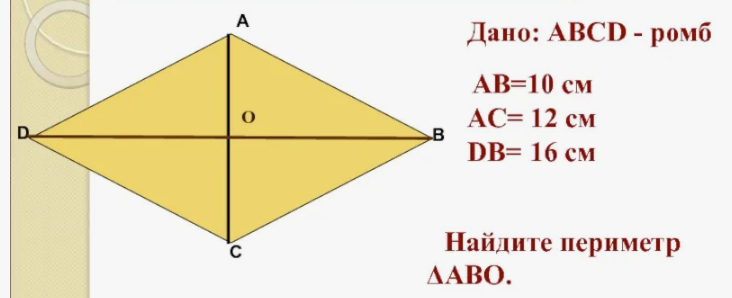 A
Дано: ABCD - ромб
AB=10 см
O
AC= 12 см
D
B
DB= 16 см
C
Найдите периметр
ΔABO.